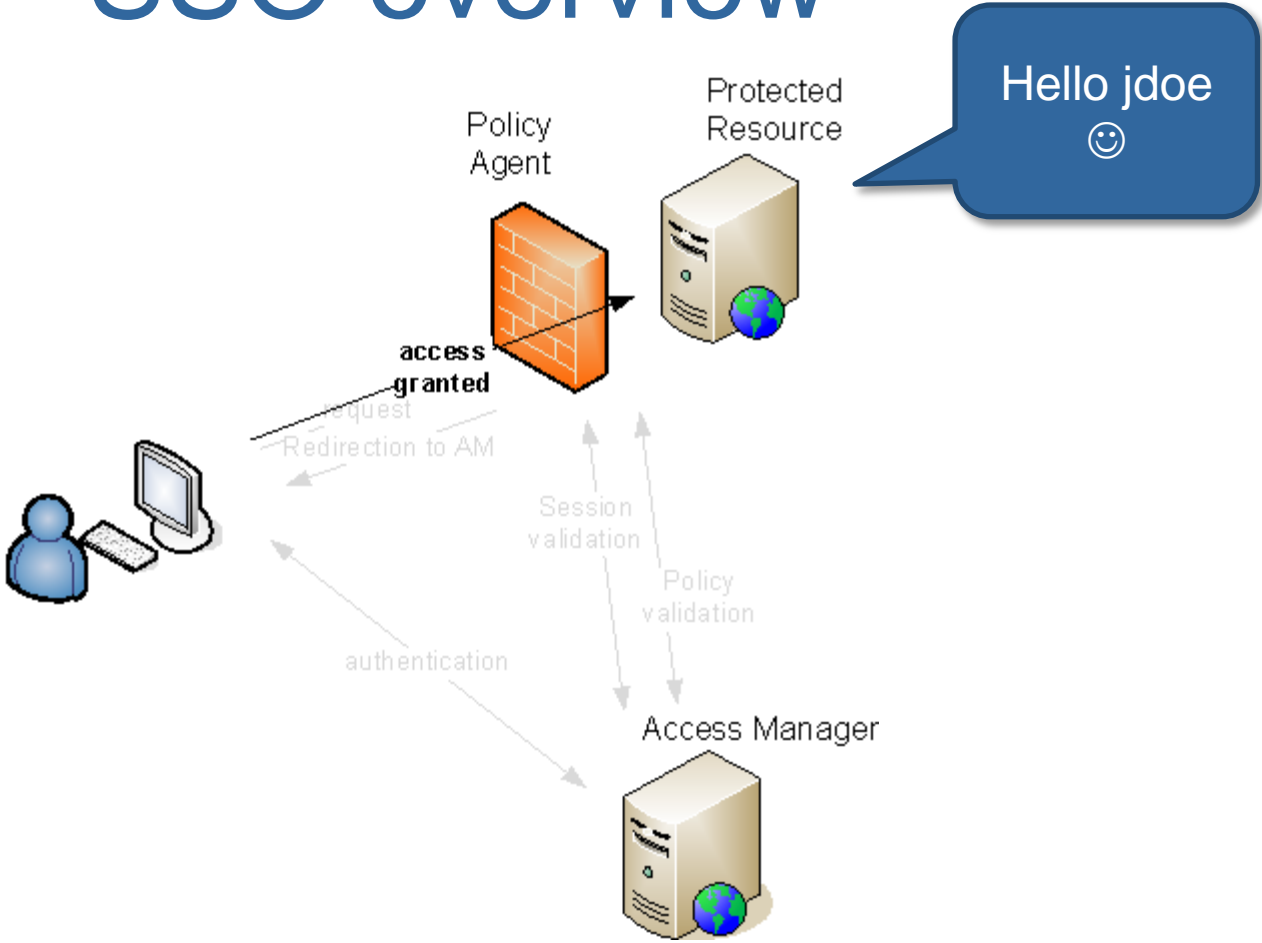 SSO overview
Hello jdoe
☺
Protected
Resource
Policy
Agent
access
granted
request
Redirection to AM
Session
validation
Policy
validation
authentication
Access Manager